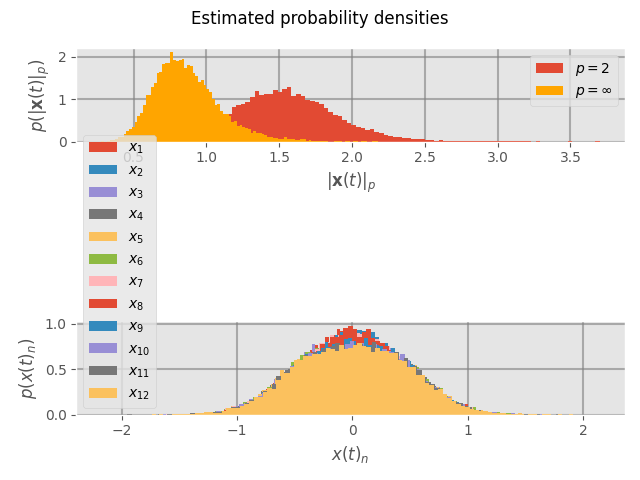 Estimated probability densities
p(|x(t)|ₚ)
2
1
0
p = 2
p = ∞
0.5 1.0 1.5 2.0 2.5 3.0 3.5
|x(t)|ₚ
x₁
x₂
x₃
x₄
x₅
x₆
x₇
x₈
x₉
x₁₀
x₁₁
x₁₂
p(x(t)ₙ)
1.0
0.5
0.0
−2 −1 0 1 2
x(t)ₙ